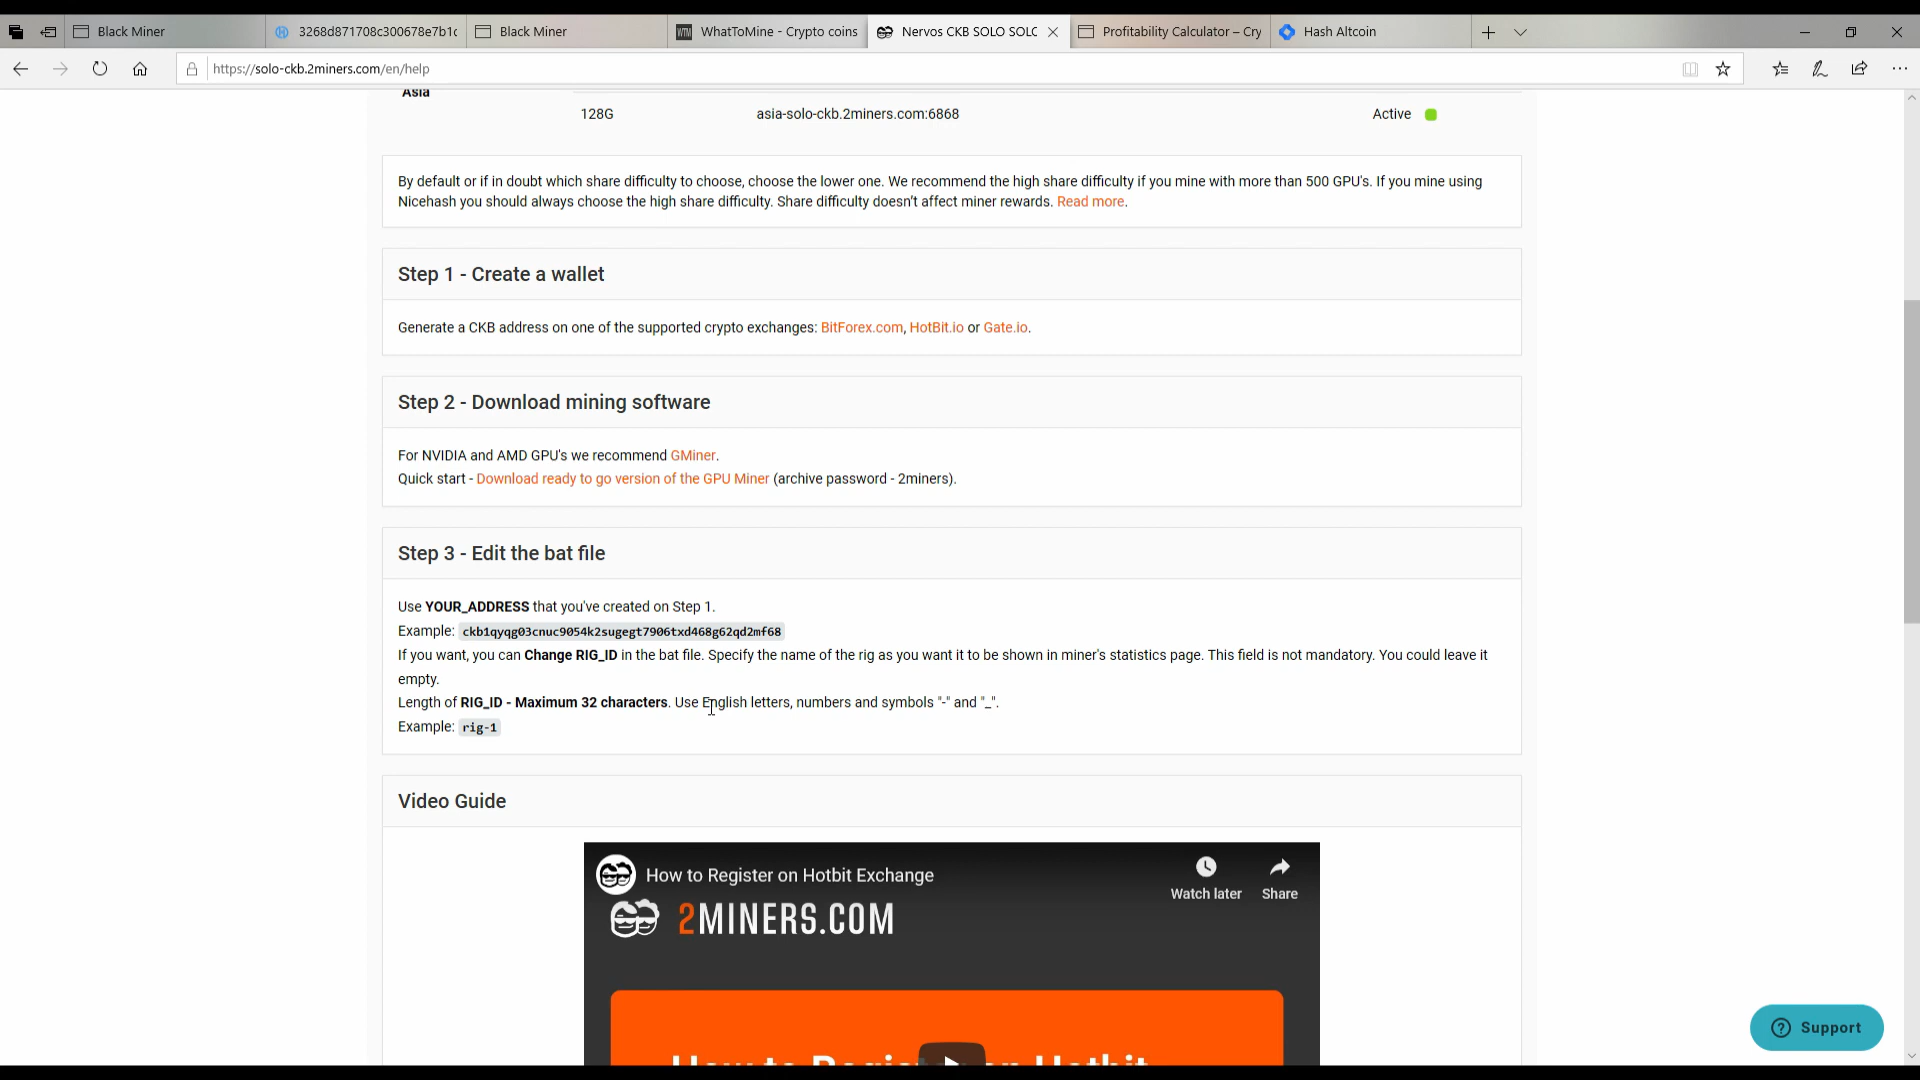 Black Miner
3268d871708c300678e7b1c
Black Miner
WTM
WhatToMine - Crypto coins
Nervos CKB SOLO SOLO
Profitability Calculator – Cry
Hash Altcoin
https://solo-ckb.2miners.com/en/help
Asia
128G asia-solo-ckb.2miners.com:6868 Active
By default or if in doubt which share difficulty to choose, choose the lower one. We recommend the high share difficulty if you mine with more than 500 GPU's. If you mine using
Nicehash you should always choose the high share difficulty. Share difficulty doesn't affect miner rewards. Read more.
Step 1 - Create a wallet
Generate a CKB address on one of the supported crypto exchanges: BitForex.com, HotBit.io or Gate.io.
Step 2 - Download mining software
For NVIDIA and AMD GPU's we recommend GMiner.
Quick start - Download ready to go version of the GPU Miner (archive password - 2miners).
Step 3 - Edit the bat file
Use YOUR_ADDRESS that you've created on Step 1.
Example: ckb1qyqg03cnuc9054k2sugegt7906txd468g62qd2mf68
If you want, you can Change RIG_ID in the bat file. Specify the name of the rig as you want it to be shown in miner's statistics page. This field is not mandatory. You could leave it
empty.
Length of RIG_ID - Maximum 32 characters. Use English letters, numbers and symbols "-" and "_".
Example: rig-1
Video Guide
How to Register on Hotbit Exchange
Watch later
Share
2MINERS.COM
How to Register on Hotbit
Support